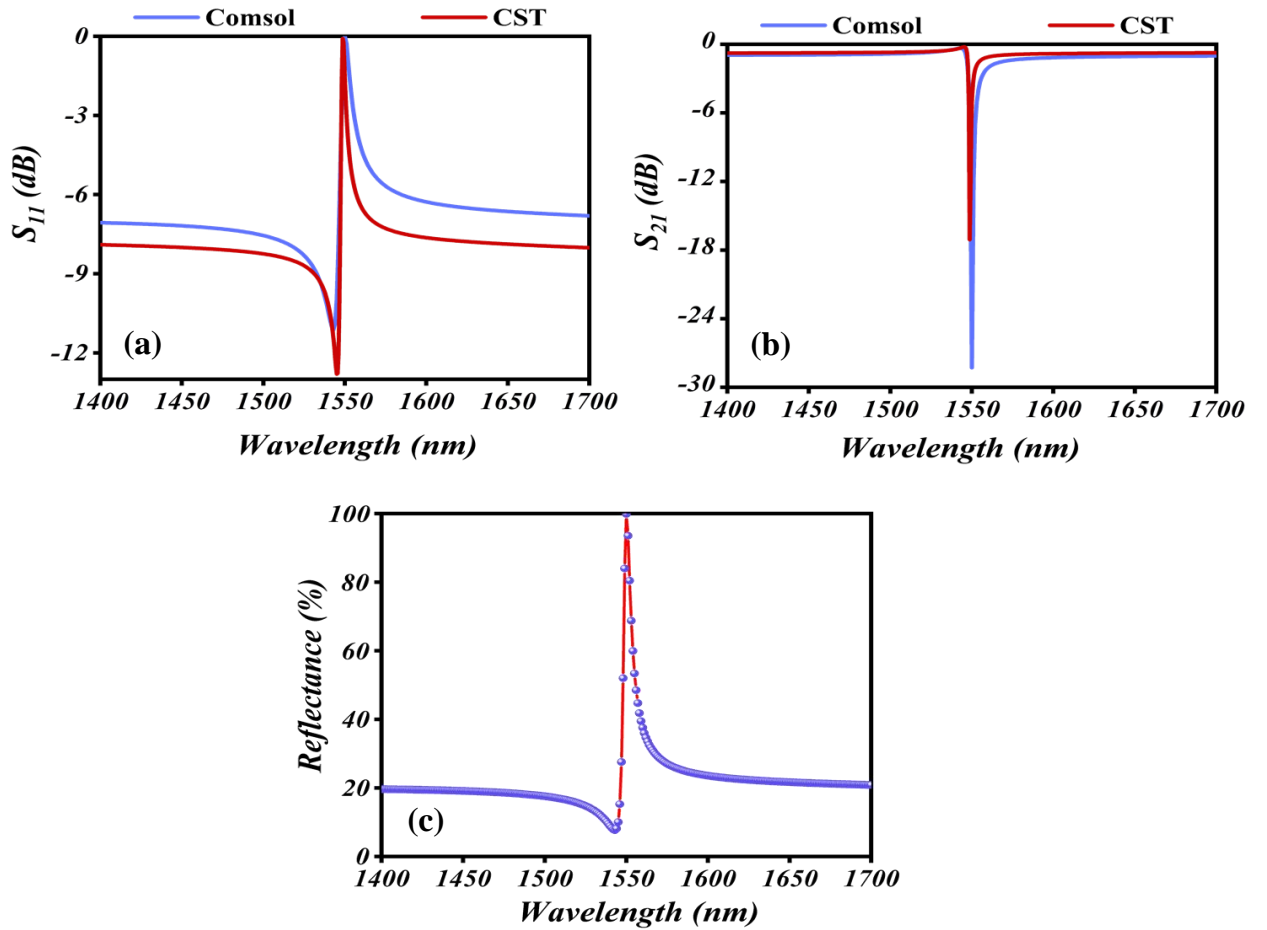 Comsol CST
0
-3
-6
-9
-12
S11 (dB)
(a)
1400 1450 1500 1550 1600 1650 1700
Wavelength (nm)
Comsol CST
0
-6
-12
-18
-24
-30
S21 (dB)
(b)
1400 1450 1500 1550 1600 1650 1700
Wavelength (nm)
100
80
60
40
20
0
Reflectance (%)
(c)
1400 1450 1500 1550 1600 1650 1700
Wavelength (nm)